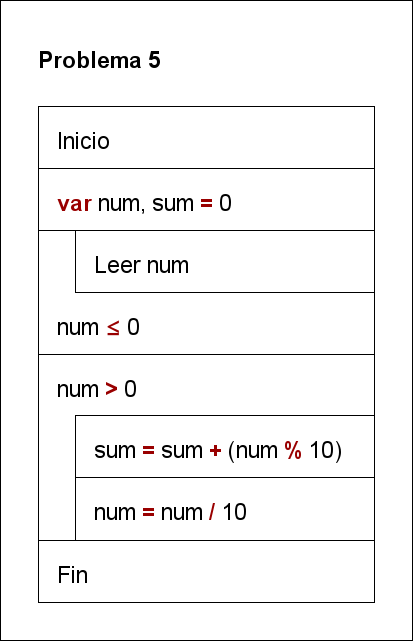 Problema 5
Inicio
var num, sum = 0
Leer num
num ≤ 0
num > 0
sum = sum + (num % 10)
num = num / 10
Fin